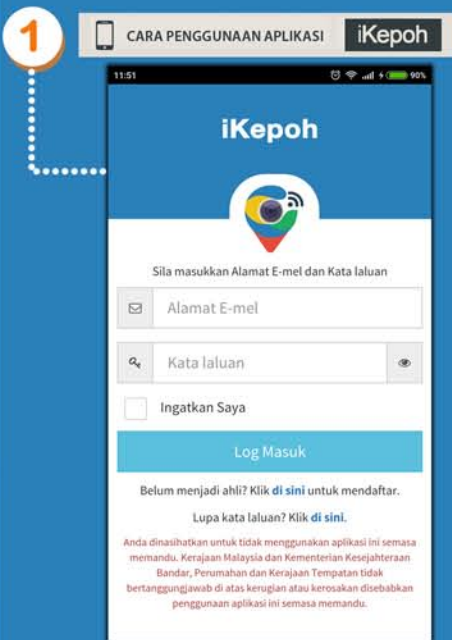 1
CARA PENGGUNAAN APLIKASI iKepoh
11:51 90%
iKepoh
Sila masukkan Alamat E-mel dan Kata laluan
Alamat E-mel
Kata laluan
Ingatkan Saya
Log Masuk
Belum menjadi ahli? Klik di sini untuk mendaftar.
Lupa kata laluan? Klik di sini.
Anda dinasihatkan untuk tidak menggunakan aplikasi ini semasa
memandu. Kerajaan Malaysia dan Kementerian Kesejahteraan
Bandar, Perumahan dan Kerajaan Tempatan tidak
bertanggungjawab di atas kerugian atau kerosakan disebabkan
penggunaan aplikasi ini semasa memandu.